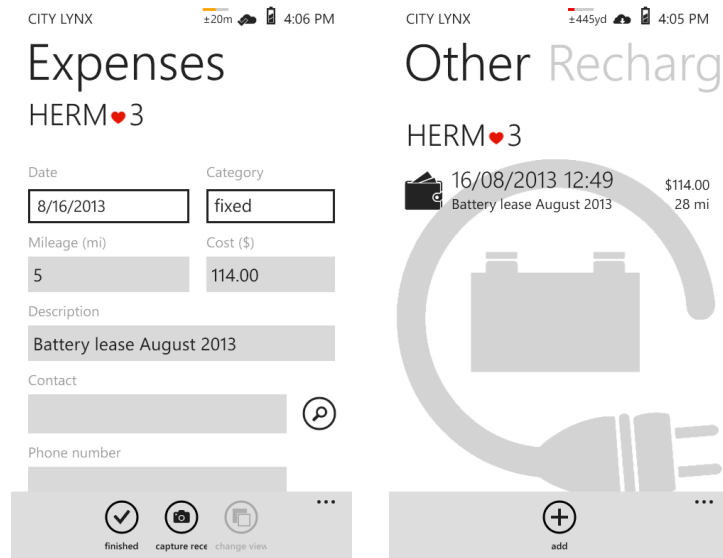 CITY LYNX ±20m 4:06 PM
Expenses
HERM♥3
Date Category
8/16/2013 fixed
Mileage (mi) Cost ($)
5 114.00
Description
Battery lease August 2013
Contact
Phone number
finished capture rece change view
CITY LYNX ±445yd 4:05 PM
Other Recharg
HERM♥3
16/08/2013 12:49 $114.00
Battery lease August 2013 28 mi
add